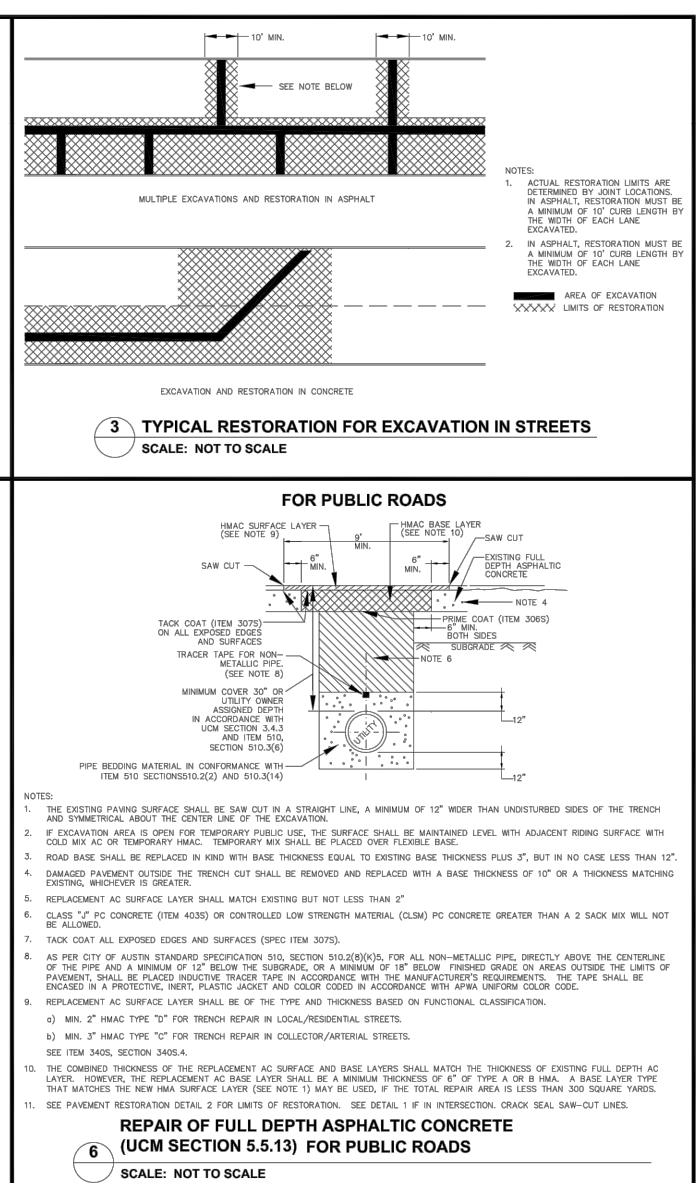 10' MIN.
10' MIN.
SEE NOTE BELOW
MULTIPLE EXCAVATIONS AND RESTORATION IN ASPHALT
NOTES:
1. ACTUAL RESTORATION LIMITS ARE
DETERMINED BY JOINT LOCATIONS.
IN ASPHALT, RESTORATION MUST BE
A MINIMUM OF 10' CURB LENGTH BY
THE WIDTH OF EACH LANE
EXCAVATED.
2. IN ASPHALT, RESTORATION MUST BE
A MINIMUM OF 10' CURB LENGTH BY
THE WIDTH OF EACH LANE
EXCAVATED.
AREA OF EXCAVATION
LIMITS OF RESTORATION
EXCAVATION AND RESTORATION IN CONCRETE
3 TYPICAL RESTORATION FOR EXCAVATION IN STREETS
SCALE: NOT TO SCALE
FOR PUBLIC ROADS
HMAC SURFACE LAYER
(SEE NOTE 9)
9'
MIN.
HMAC BASE LAYER
(SEE NOTE 10)
SAW CUT
SAW CUT
6"
MIN.
6"
MIN.
EXISTING FULL
DEPTH ASPHALTIC
CONCRETE
NOTE 4
TACK COAT (ITEM 307S)
ON ALL EXPOSED EDGES
AND SURFACES
PRIME COAT (ITEM 306S)
6" MIN.
BOTH SIDES
SUBGRADE
TRACER TAPE FOR NON-
METALLIC PIPE.
(SEE NOTE 8)
NOTE 6
MINIMUM COVER 30" OR
UTILITY OWNER
ASSIGNED DEPTH
IN ACCORDANCE WITH
UCM SECTION 3.4.3
AND ITEM 510,
SECTION 510.3(6)
12"
UTILITY
PIPE BEDDING MATERIAL IN CONFORMANCE WITH
ITEM 510 SECTIONS510.2(2) AND 510.3(14)
12"
NOTES:
1. THE EXISTING PAVING SURFACE SHALL BE SAW CUT IN A STRAIGHT LINE, A MINIMUM OF 12" WIDER THAN UNDISTURBED SIDES OF THE TRENCH
AND SYMMETRICAL ABOUT THE CENTER LINE OF THE EXCAVATION.
2. IF EXCAVATION AREA IS OPEN FOR TEMPORARY PUBLIC USE, THE SURFACE SHALL BE MAINTAINED LEVEL WITH ADJACENT RIDING SURFACE WITH
COLD MIX AC OR TEMPORARY HMAC. TEMPORARY MIX SHALL BE PLACED OVER FLEXIBLE BASE.
3. ROAD BASE SHALL BE REPLACED IN KIND WITH BASE THICKNESS EQUAL TO EXISTING BASE THICKNESS PLUS 3", BUT IN NO CASE LESS THAN 12".
4. DAMAGED PAVEMENT OUTSIDE THE TRENCH CUT SHALL BE REMOVED AND REPLACED WITH A BASE THICKNESS OF 10" OR A THICKNESS MATCHING
EXISTING, WHICHEVER IS GREATER.
5. REPLACEMENT AC SURFACE LAYER SHALL MATCH EXISTING BUT NOT LESS THAN 2"
6. CLASS "J" PC CONCRETE (ITEM 403S) OR CONTROLLED LOW STRENGTH MATERIAL (CLSM) PC CONCRETE GREATER THAN A 2 SACK MIX WILL NOT
BE ALLOWED.
7. TACK COAT ALL EXPOSED EDGES AND SURFACES (SPEC ITEM 307S).
8. AS PER CITY OF AUSTIN STANDARD SPECIFICATION 510, SECTION 510.2(8)(K)5, FOR ALL NON-METALLIC PIPE, DIRECTLY ABOVE THE CENTERLINE
OF THE PIPE AND A MINIMUM OF 12" BELOW THE SUBGRADE, OR A MINIMUM OF 18" BELOW FINISHED GRADE ON AREAS OUTSIDE THE LIMITS OF
PAVEMENT, SHALL BE PLACED INDUCTIVE TRACER TAPE IN ACCORDANCE WITH THE MANUFACTURER'S REQUIREMENTS. THE TAPE SHALL BE
ENCASED IN A PROTECTIVE, INERT, PLASTIC JACKET AND COLOR CODED IN ACCORDANCE WITH APWA UNIFORM COLOR CODE.
9. REPLACEMENT AC SURFACE LAYER SHALL BE OF THE TYPE AND THICKNESS BASED ON FUNCTIONAL CLASSIFICATION.
a) MIN. 2" HMAC TYPE "D" FOR TRENCH REPAIR IN LOCAL/RESIDENTIAL STREETS.
b) MIN. 3" HMAC TYPE "C" FOR TRENCH REPAIR IN COLLECTOR/ARTERIAL STREETS.
SEE ITEM 340S, SECTION 340S.4.
10. THE COMBINED THICKNESS OF THE REPLACEMENT AC SURFACE AND BASE LAYERS SHALL MATCH THE THICKNESS OF EXISTING FULL DEPTH AC
LAYER. HOWEVER, THE REPLACEMENT AC BASE LAYER SHALL BE A MINIMUM THICKNESS OF 6" OF TYPE A OR B HMA. A BASE LAYER TYPE
THAT MATCHES THE NEW HMA SURFACE LAYER (SEE NOTE 1) MAY BE USED, IF THE TOTAL REPAIR AREA IS LESS THAN 300 SQUARE YARDS.
11. SEE PAVEMENT RESTORATION DETAIL 2 FOR LIMITS OF RESTORATION. SEE DETAIL 1 IF IN INTERSECTION. CRACK SEAL SAW-CUT LINES.
REPAIR OF FULL DEPTH ASPHALTIC CONCRETE
6 (UCM SECTION 5.5.13) FOR PUBLIC ROADS
SCALE: NOT TO SCALE